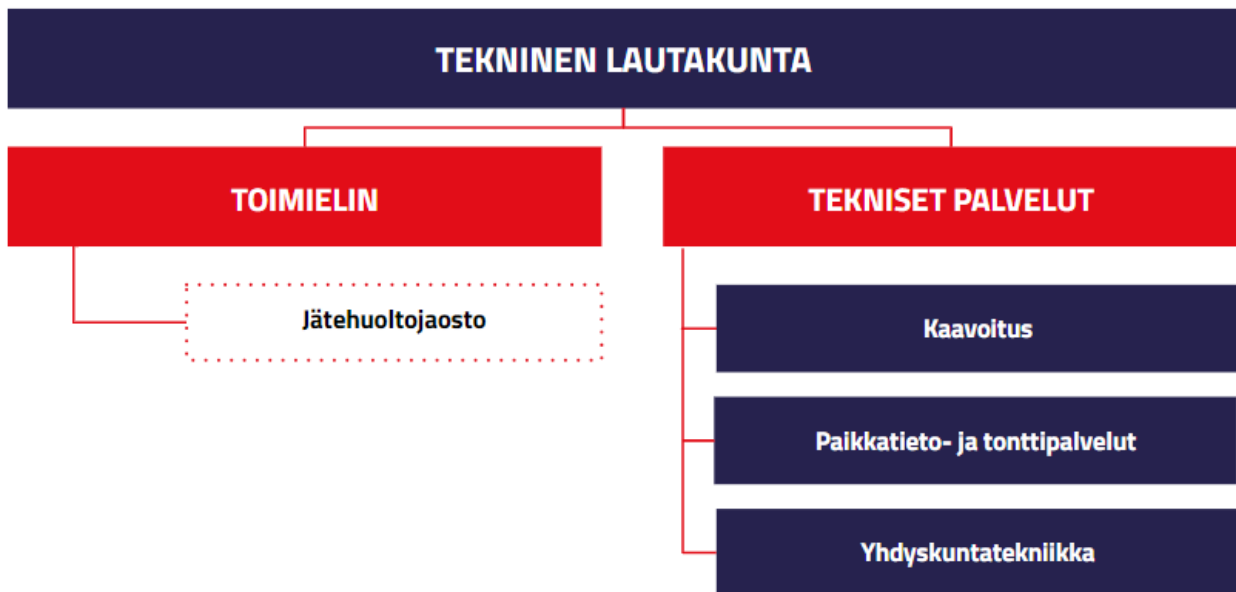 TEKNINEN LAUTAKUNTA
TOIMIELIN
Jätehuoltojaosto
TEKNISET PALVELUT
Kaavoitus
Paikkatieto- ja tonttipalvelut
Yhdyskuntatekniikka